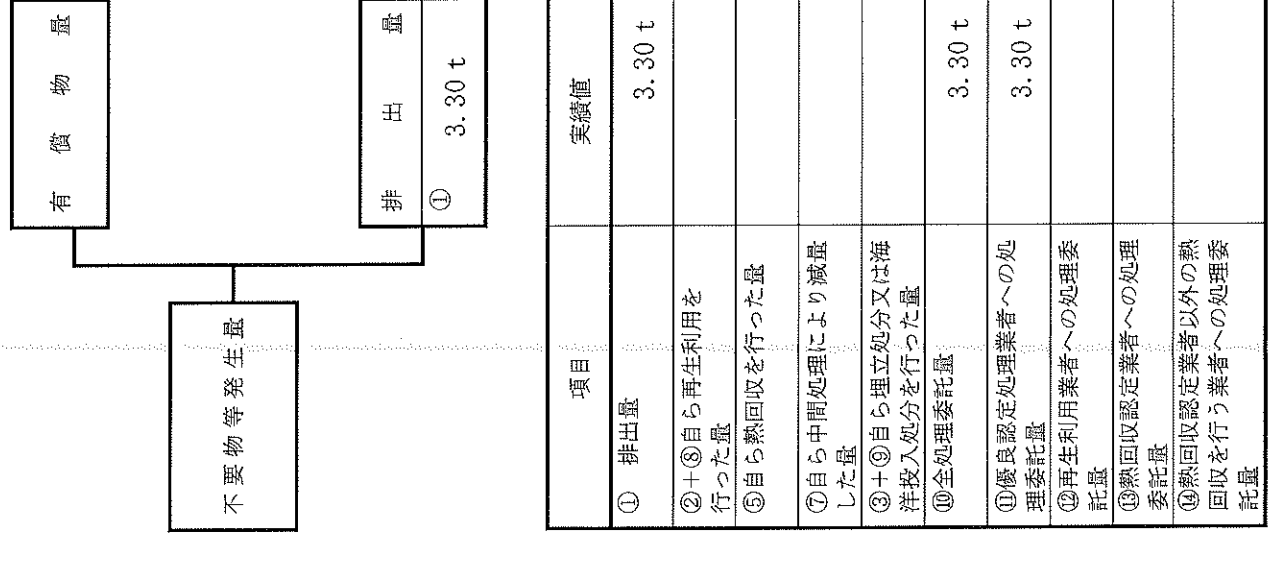 有償物量
不要物等発生量
排出量
① 3.30 t
項目 実績値
① 排出量 3.30 t
②＋⑧自ら再生利用を
行った量
⑤自ら熱回収を行った量
⑦自ら中間処理により減量
した量
③＋⑨自ら埋立処分又は海
洋投入処分を行った量
⑩全処理委託量 3.30 t
⑪優良認定処理業者への処
理委託量 3.30 t
⑫再生利用業者への処理委
託量
⑬熱回収認定業者への処理
委託量
⑭熱回収認定業者以外の熱
回収を行う業者への処理委
託量